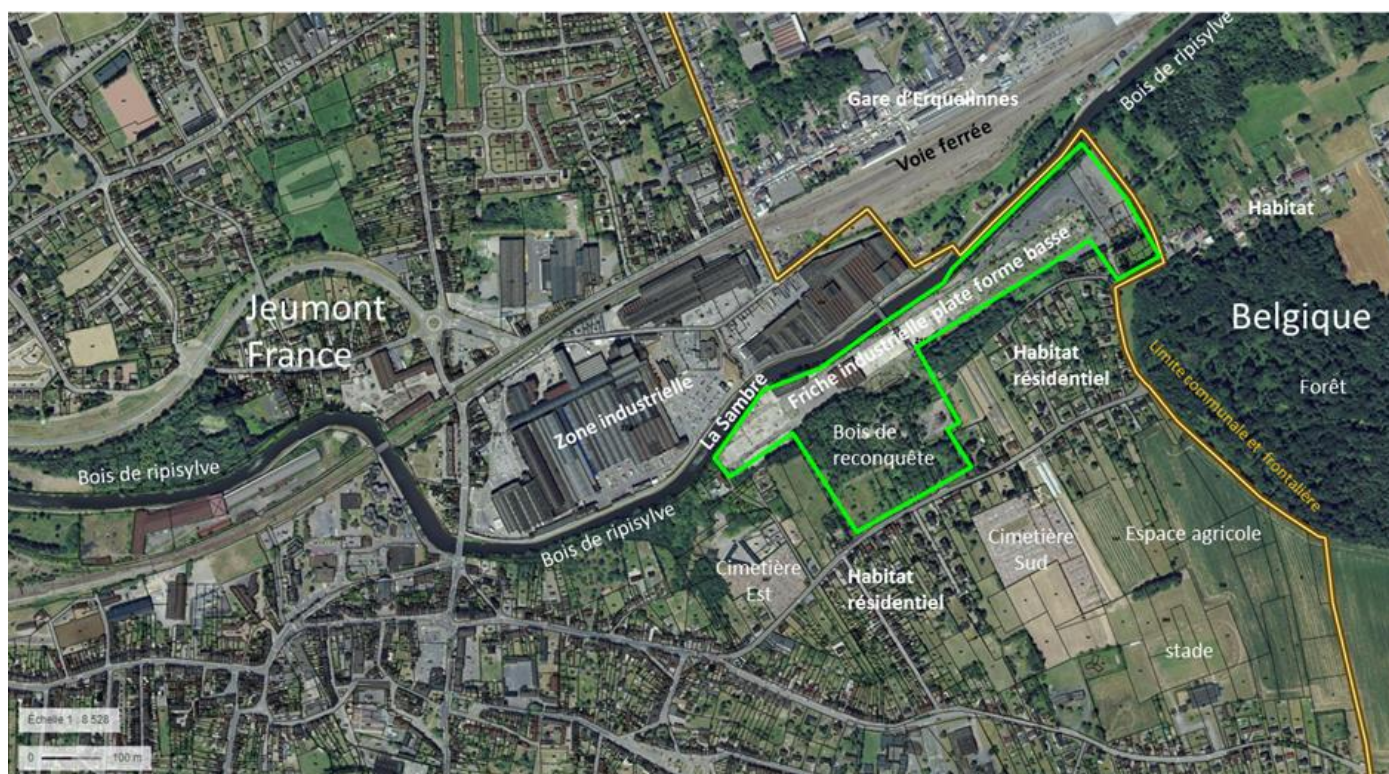 Bois de ripisylve
Gare d'Erquelinnes
Voie ferrée
Habitat
Jeumont
France
Belgique
Forêt
Limite communale et frontalière
Friche industrielle plate forme basse
Habitat
résidentiel
Zone industrielle
La Sambre
Bois de
reconquête
Bois de ripisylve
Bois de ripisylve
Cimetière
Est
Habitat
résidentiel
Cimetière
Sud
Espace agricole
stade
Échelle 1 : 8 528
0 100 m